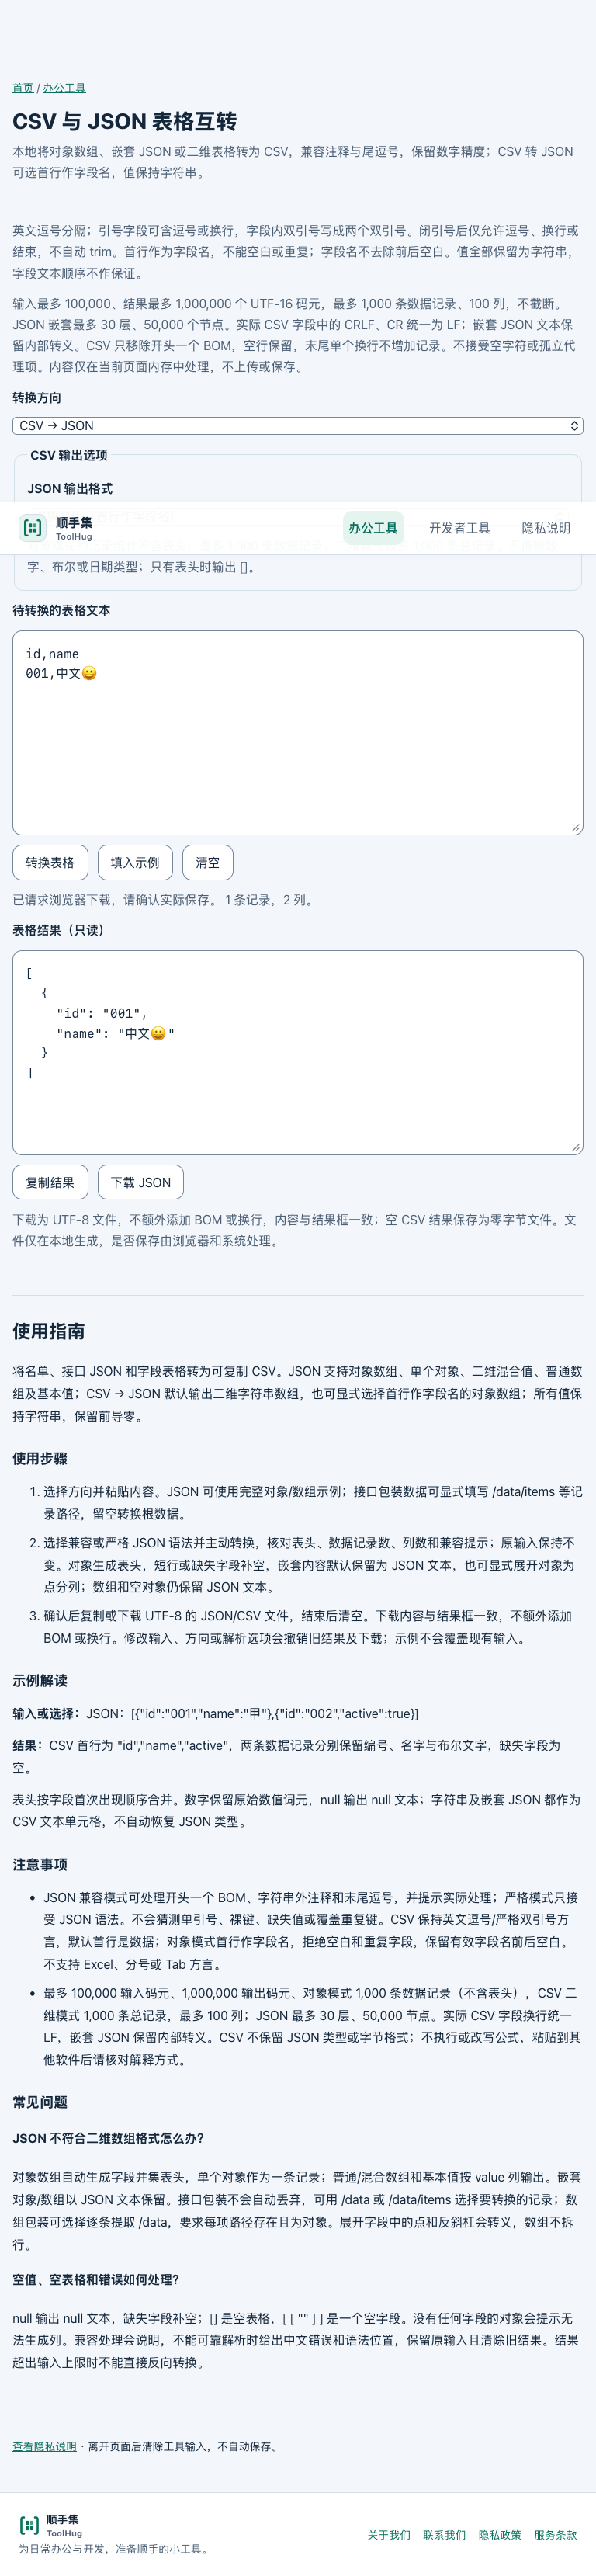 首页 / 办公工具
CSV 与 JSON 表格互转
本地将对象数组、嵌套 JSON 或二维表格转为 CSV，兼容注释与尾逗号，保留数字精度；CSV 转 JSON
可选首行作字段名，值保持字符串。
英文逗号分隔；引号字段可含逗号或换行，字段内双引号写成两个双引号。闭引号后仅允许逗号、换行或
结束，不自动 trim。首行作为字段名，不能空白或重复；字段名不去除前后空白。值全部保留为字符串，
字段文本顺序不作保证。
输入最多 100,000、结果最多 1,000,000 个 UTF-16 码元，最多 1,000 条数据记录、100 列，不截断。
JSON 嵌套最多 30 层、50,000 个节点。实际 CSV 字段中的 CRLF、CR 统一为 LF；嵌套 JSON 文本保
留内部转义。CSV 只移除开头一个 BOM，空行保留，末尾单个换行不增加记录。不接受空字符或孤立代
理项。内容仅在当前页面内存中处理，不上传或保存。
转换方向
CSV → JSON
CSV 输出选项
JSON 输出格式
顺手集
ToolHug
办公工具
开发者工具
隐私说明
字、布尔或日期类型；只有表头时输出 []。
待转换的表格文本
id,name
001,中文😀
转换表格
填入示例
清空
已请求浏览器下载，请确认实际保存。 1 条记录，2 列。
表格结果（只读）
[
  {
    "id": "001",
    "name": "中文😀"
  }
]
复制结果
下载 JSON
下载为 UTF-8 文件，不额外添加 BOM 或换行，内容与结果框一致；空 CSV 结果保存为零字节文件。文
件仅在本地生成，是否保存由浏览器和系统处理。
使用指南
将名单、接口 JSON 和字段表格转为可复制 CSV。JSON 支持对象数组、单个对象、二维混合值、普通数
组及基本值；CSV → JSON 默认输出二维字符串数组，也可显式选择首行作字段名的对象数组；所有值保
持字符串，保留前导零。
使用步骤
1. 选择方向并粘贴内容。JSON 可使用完整对象/数组示例；接口包装数据可显式填写 /data/items 等记
录路径，留空转换根数据。
2. 选择兼容或严格 JSON 语法并主动转换，核对表头、数据记录数、列数和兼容提示；原输入保持不
变。对象生成表头，短行或缺失字段补空，嵌套内容默认保留为 JSON 文本，也可显式展开对象为
点分列；数组和空对象仍保留 JSON 文本。
3. 确认后复制或下载 UTF-8 的 JSON/CSV 文件，结束后清空。下载内容与结果框一致，不额外添加
BOM 或换行。修改输入、方向或解析选项会撤销旧结果及下载；示例不会覆盖现有输入。
示例解读
输入或选择：JSON：[{"id":"001","name":"甲"},{"id":"002","active":true}]
结果：CSV 首行为 "id","name","active"，两条数据记录分别保留编号、名字与布尔文字，缺失字段为
空。
表头按字段首次出现顺序合并。数字保留原始数值词元，null 输出 null 文本；字符串及嵌套 JSON 都作为
CSV 文本单元格，不自动恢复 JSON 类型。
注意事项
• JSON 兼容模式可处理开头一个 BOM、字符串外注释和末尾逗号，并提示实际处理；严格模式只接
受 JSON 语法。不会猜测单引号、裸键、缺失值或覆盖重复键。CSV 保持英文逗号/严格双引号方
言，默认首行是数据；对象模式首行作字段名，拒绝空白和重复字段，保留有效字段名前后空白。
不支持 Excel、分号或 Tab 方言。
• 最多 100,000 输入码元、1,000,000 输出码元、对象模式 1,000 条数据记录（不含表头），CSV 二
维模式 1,000 条总记录，最多 100 列；JSON 最多 30 层、50,000 节点。实际 CSV 字段换行统一
LF，嵌套 JSON 保留内部转义。CSV 不保留 JSON 类型或字节格式；不执行或改写公式，粘贴到其
他软件后请核对解释方式。
常见问题
JSON 不符合二维数组格式怎么办？
对象数组自动生成字段并集表头，单个对象作为一条记录；普通/混合数组和基本值按 value 列输出。嵌套
对象/数组以 JSON 文本保留。接口包装不会自动丢弃，可用 /data 或 /data/items 选择要转换的记录；数
组包装可选择逐条提取 /data，要求每项路径存在且为对象。展开字段中的点和反斜杠会转义，数组不拆
行。
空值、空表格和错误如何处理？
null 输出 null 文本，缺失字段补空；[] 是空表格，[ [ "" ] ] 是一个空字段。没有任何字段的对象会提示无
法生成列。兼容处理会说明，不能可靠解析时给出中文错误和语法位置，保留原输入且清除旧结果。结果
超出输入上限时不能直接反向转换。
查看隐私说明 · 离开页面后清除工具输入，不自动保存。
顺手集
ToolHug
为日常办公与开发，准备顺手的小工具。
关于我们
联系我们
隐私政策
服务条款